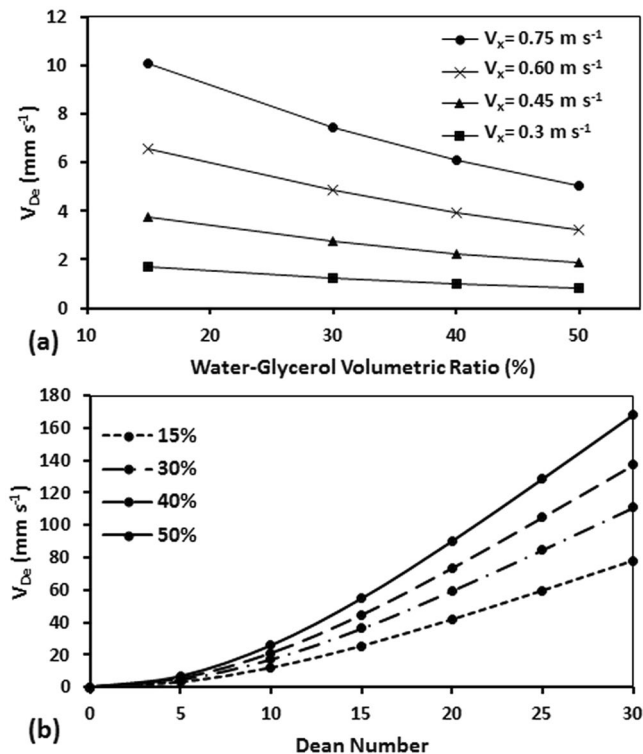 12
10
8
6
4
2
0
V_De (mm s⁻¹)
V_x= 0.75 m s⁻¹
V_x= 0.60 m s⁻¹
V_x= 0.45 m s⁻¹
V_x= 0.3 m s⁻¹
10 20 30 40 50
(a)
Water-Glycerol Volumetric Ratio (%)
180
160
140
120
100
80
60
40
20
0
V_De (mm s⁻¹)
15%
30%
40%
50%
0 5 10 15 20 25 30
(b)
Dean Number